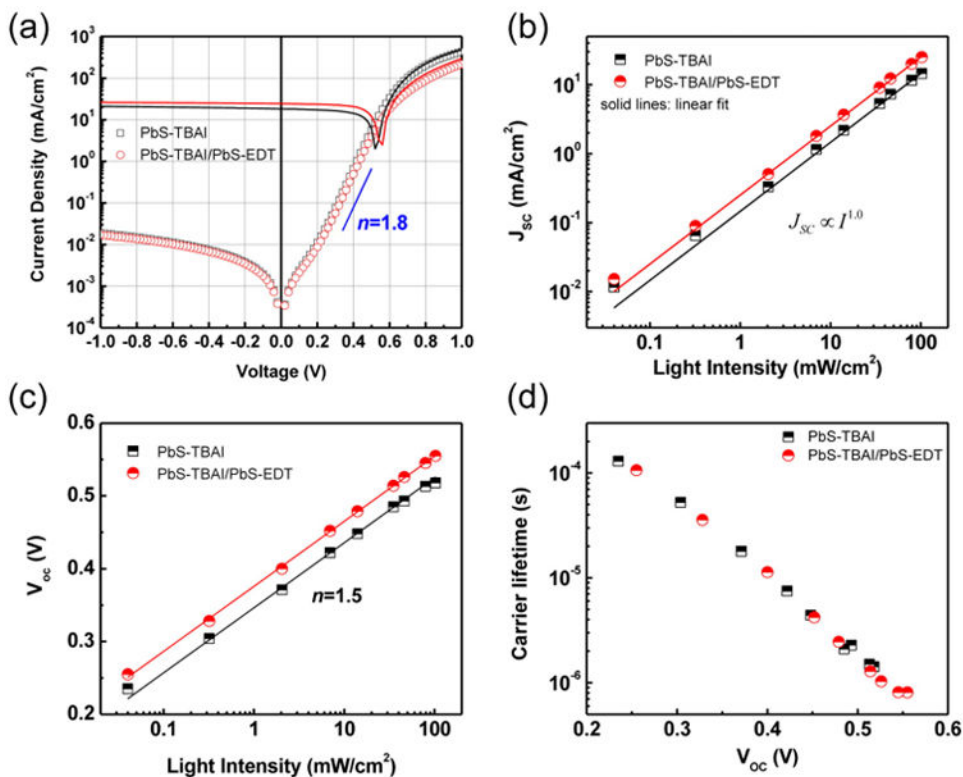 (a)
Current Density (mA/cm²)
10³
10²
10¹
10⁰
10⁻¹
10⁻²
10⁻³
10⁻⁴
PbS-TBAI
PbS-TBAI/PbS-EDT
n=1.8
-1.0 -0.8 -0.6 -0.4 -0.2 0.0 0.2 0.4 0.6 0.8 1.0
Voltage (V)
(b)
J_SC (mA/cm²)
10¹
10⁰
10⁻¹
10⁻²
PbS-TBAI
PbS-TBAI/PbS-EDT
solid lines: linear fit
J_SC ∝ I¹·⁰
0.1 1 10 100
Light Intensity (mW/cm²)
(c)
V_oc (V)
0.6
0.5
0.4
0.3
0.2
PbS-TBAI
PbS-TBAI/PbS-EDT
n=1.5
0.1 1 10 100
Light Intensity (mW/cm²)
(d)
Carrier lifetime (s)
10⁻⁴
10⁻⁵
10⁻⁶
PbS-TBAI
PbS-TBAI/PbS-EDT
0.2 0.3 0.4 0.5 0.6
V_OC (V)